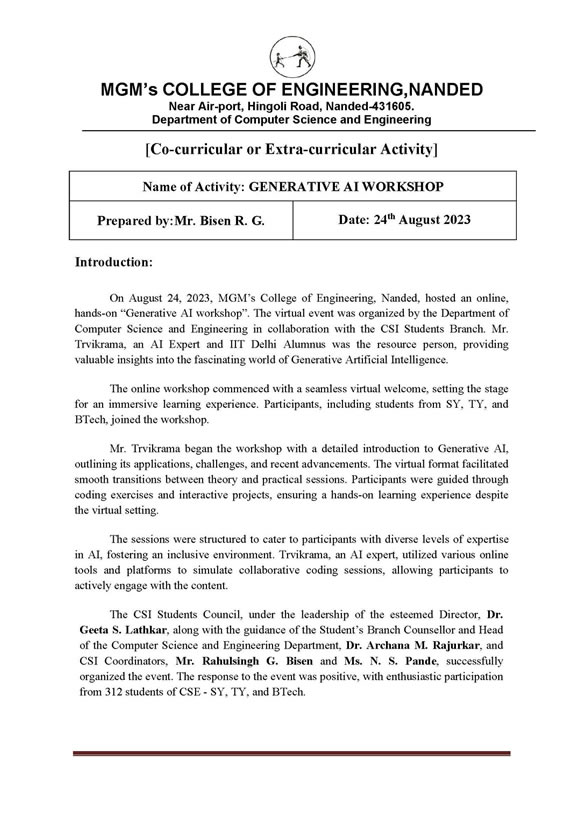 MGM's COLLEGE OF ENGINEERING,NANDED
Near Air-port, Hingoli Road, Nanded-431605.
Department of Computer Science and Engineering
[Co-curricular or Extra-curricular Activity]
Name of Activity: GENERATIVE AI WORKSHOP
Prepared by:Mr. Bisen R. G.
Date: 24th August 2023
Introduction:
On August 24, 2023, MGM's College of Engineering, Nanded, hosted an online,
hands-on "Generative AI workshop". The virtual event was organized by the Department of
Computer Science and Engineering in collaboration with the CSI Students Branch. Mr.
Trvikrama, an AI Expert and IIT Delhi Alumnus was the resource person, providing
valuable insights into the fascinating world of Generative Artificial Intelligence.
The online workshop commenced with a seamless virtual welcome, setting the stage
for an immersive learning experience. Participants, including students from SY, TY, and
BTech, joined the workshop.
Mr. Trvikrama began the workshop with a detailed introduction to Generative AI,
outlining its applications, challenges, and recent advancements. The virtual format facilitated
smooth transitions between theory and practical sessions. Participants were guided through
coding exercises and interactive projects, ensuring a hands-on learning experience despite
the virtual setting.
The sessions were structured to cater to participants with diverse levels of expertise
in AI, fostering an inclusive environment. Trvikrama, an AI expert, utilized various online
tools and platforms to simulate collaborative coding sessions, allowing participants to
actively engage with the content.
The CSI Students Council, under the leadership of the esteemed Director, Dr.
Geeta S. Lathkar, along with the guidance of the Student's Branch Counsellor and Head
of the Computer Science and Engineering Department, Dr. Archana M. Rajurkar, and
CSI Coordinators, Mr. Rahulsingh G. Bisen and Ms. N. S. Pande, successfully
organized the event. The response to the event was positive, with enthusiastic participation
from 312 students of CSE - SY, TY, and BTech.